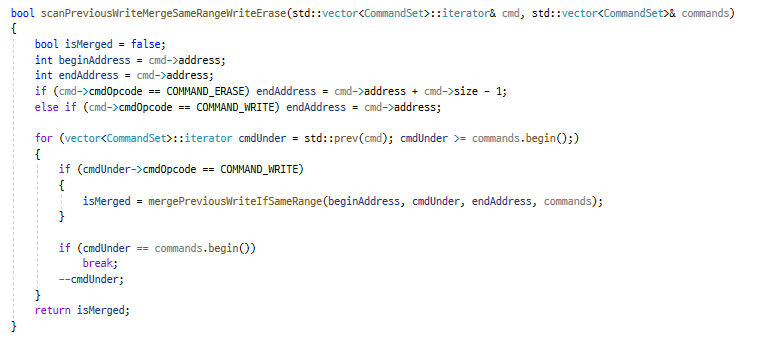 bool scanPreviousWriteMergeSameRangeWriteErase(std::vector<CommandSet>::iterator& cmd, std::vector<CommandSet>& commands)
{
    bool isMerged = false;
    int beginAddress = cmd->address;
    int endAddress = cmd->address;
    if (cmd->cmdOpcode == COMMAND_ERASE) endAddress = cmd->address + cmd->size - 1;
    else if (cmd->cmdOpcode == COMMAND_WRITE) endAddress = cmd->address;

    for (vector<CommandSet>::iterator cmdUnder = std::prev(cmd); cmdUnder >= commands.begin();)
    {
        if (cmdUnder->cmdOpcode == COMMAND_WRITE)
        {
            isMerged = mergePreviousWriteIfSameRange(beginAddress, cmdUnder, endAddress, commands);
        }

        if (cmdUnder == commands.begin())
            break;
        --cmdUnder;
    }
    return isMerged;
}